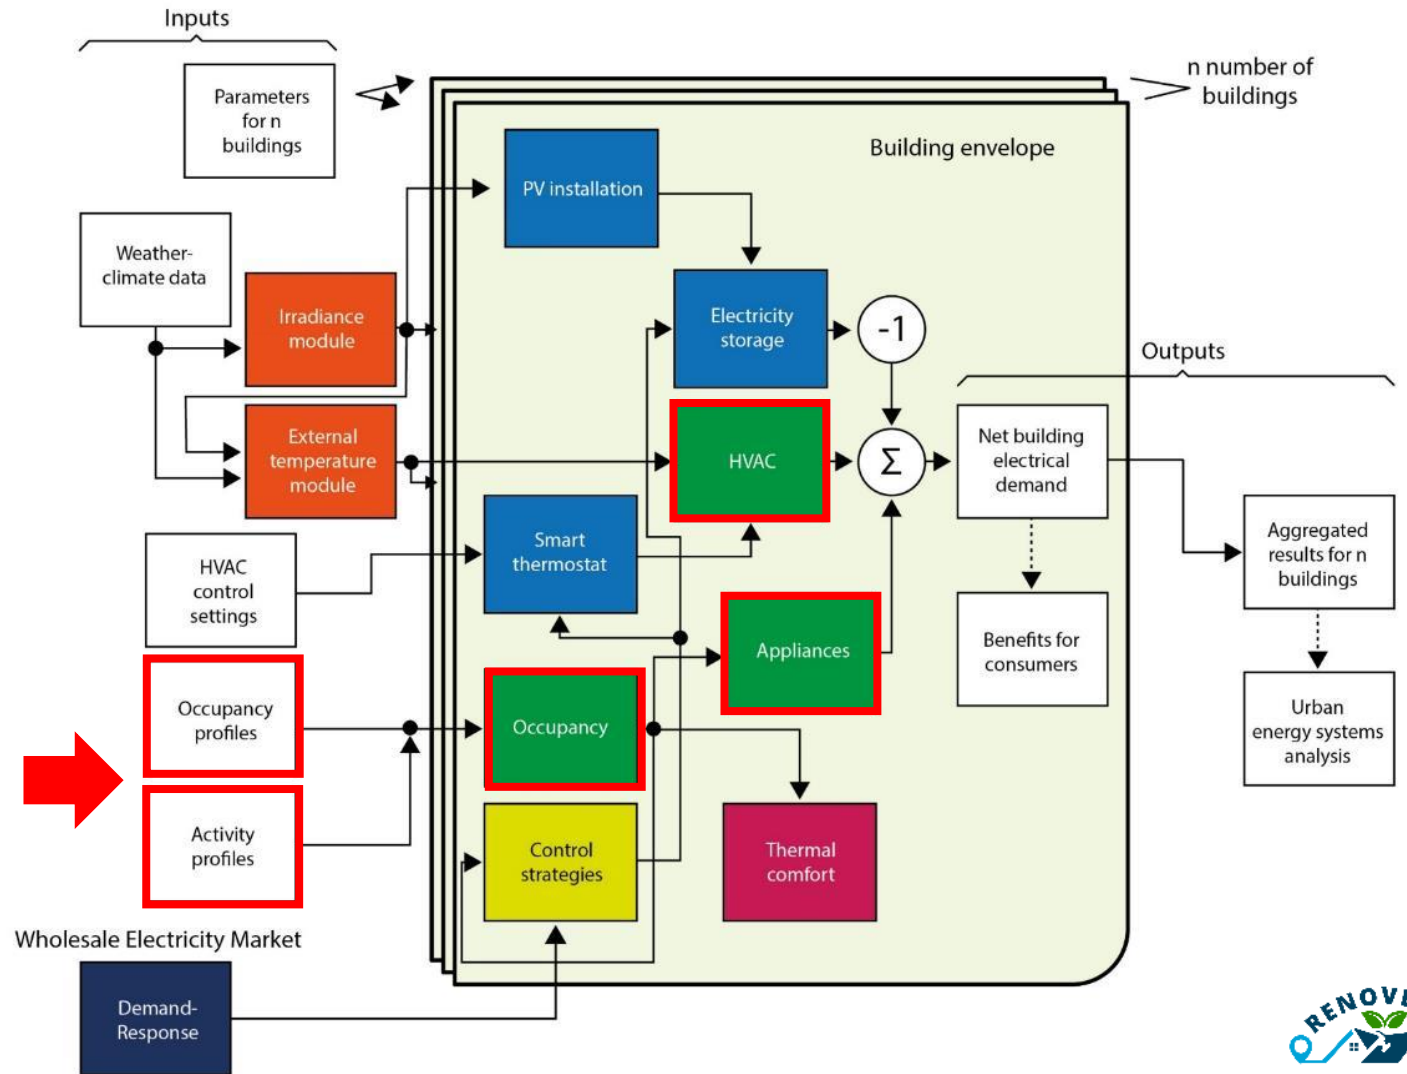 Inputs
Parameters
for n
buildings
n number of
buildings
Building envelope
PV installation
Weather-
climate data
Irradiance
module
Electricity
storage
-1
Outputs
External
temperature
module
HVAC
Σ
Net building
electrical
demand
Smart
thermostat
HVAC
control
settings
Aggregated
results for n
buildings
Benefits for
consumers
Appliances
Occupancy
profiles
Occupancy
Urban
energy systems
analysis
Activity
profiles
Control
strategies
Thermal
comfort
Wholesale Electricity Market
Demand-
Response